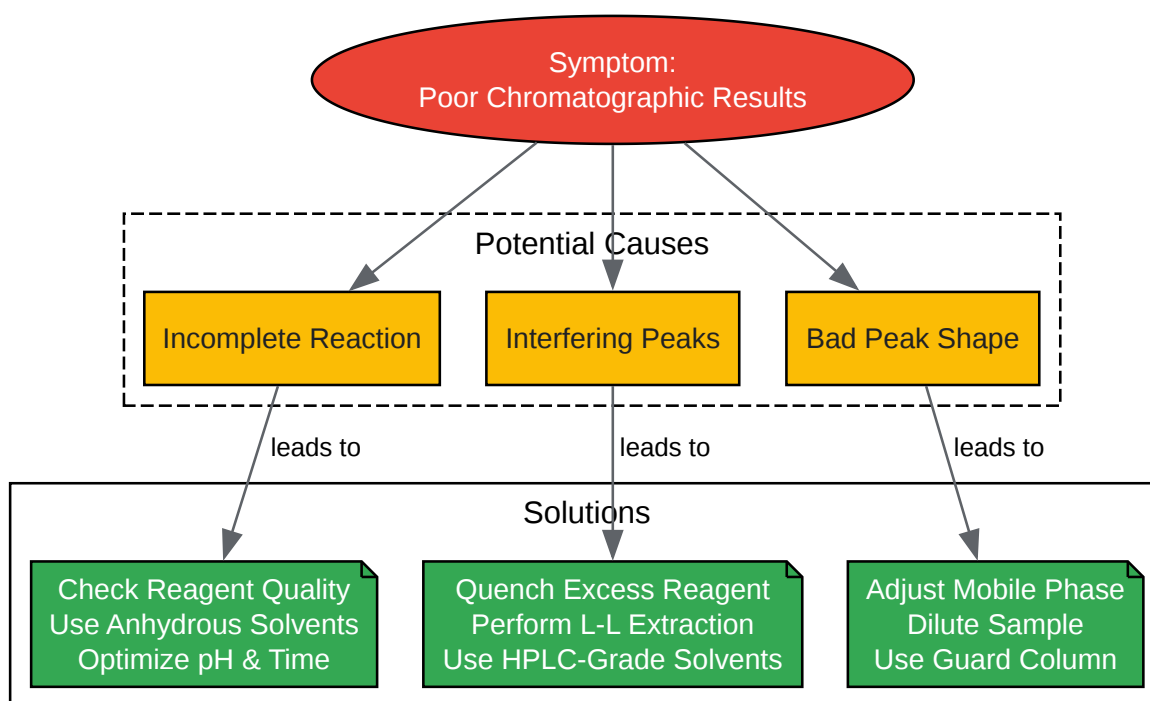 Symptom:
Poor Chromatographic Results
Potential Causes
Incomplete Reaction
Interfering Peaks
Bad Peak Shape
leads to
leads to
leads to
Solutions
Check Reagent Quality
Use Anhydrous Solvents
Optimize pH & Time
Quench Excess Reagent
Perform L-L Extraction
Use HPLC-Grade Solvents
Adjust Mobile Phase
Dilute Sample
Use Guard Column